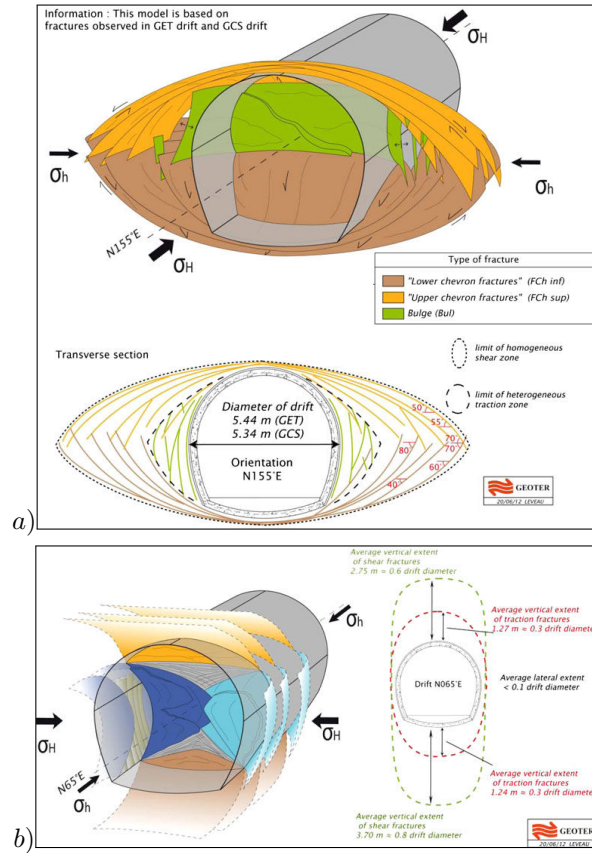 Information : This model is based on
fractures observed in GET drift and GCS drift
σH
σh
σh
N155°E
σH
Type of fracture
"Lower chevron fractures" (FCh inf)
"Upper chevron fractures" (FCh sup)
Bulge (Bul)
Transverse section
limit of homogeneous
shear zone
limit of heterogeneous
traction zone
Diameter of drift
5.44 m (GET)
5.34 m (GCS)
Orientation
N155°E
50
55
70
70
80
60
40
GEOTER
20/06/12 LEVEAU
a)
Average vertical extent
of shear fractures
2.75 m ≈ 0.6 drift diameter
Average vertical extent
of traction fractures
1.27 m ≈ 0.3 drift diameter
Drift N065°E
Average lateral extent
< 0.1 drift diameter
Average vertical extent
of traction fractures
1.24 m ≈ 0.3 drift diameter
Average vertical extent
of shear fractures
3.70 m ≈ 0.8 drift diameter
σh
σH
σH
N65°E
σh
GEOTER
20/06/12 LEVEAU
b)